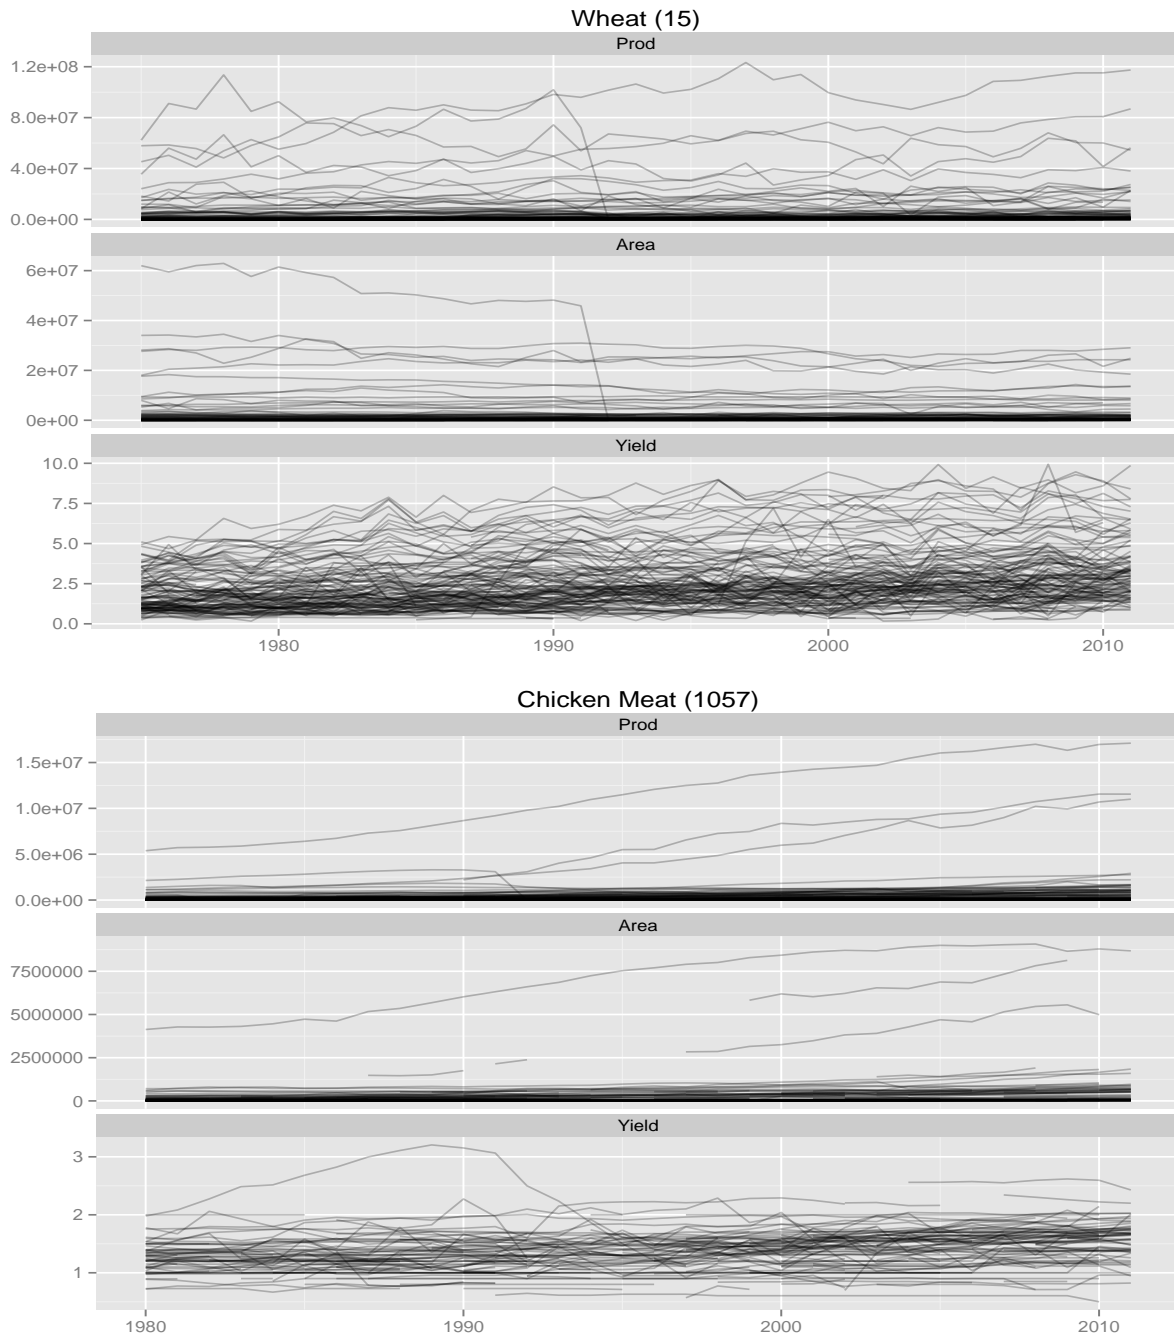 Wheat (15)
Prod
1.2e+08
8.0e+07
4.0e+07
0.0e+00
Area
6e+07
4e+07
2e+07
0e+00
Yield
10.0
7.5
5.0
2.5
0.0
1980 1990 2000 2010
Chicken Meat (1057)
Prod
1.5e+07
1.0e+07
5.0e+06
0.0e+00
Area
7500000
5000000
2500000
0
Yield
3
2
1
1980 1990 2000 2010